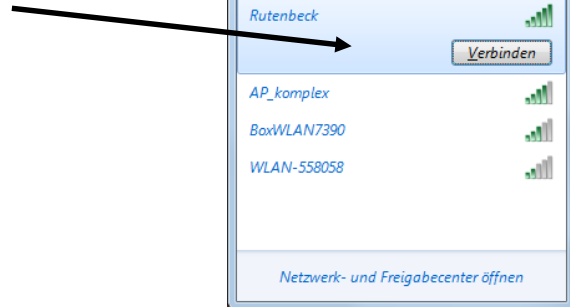 Rutenbeck
Verbinden
AP_komplex
BoxWLAN7390
WLAN-558058
Netzwerk- und Freigabecenter öffnen